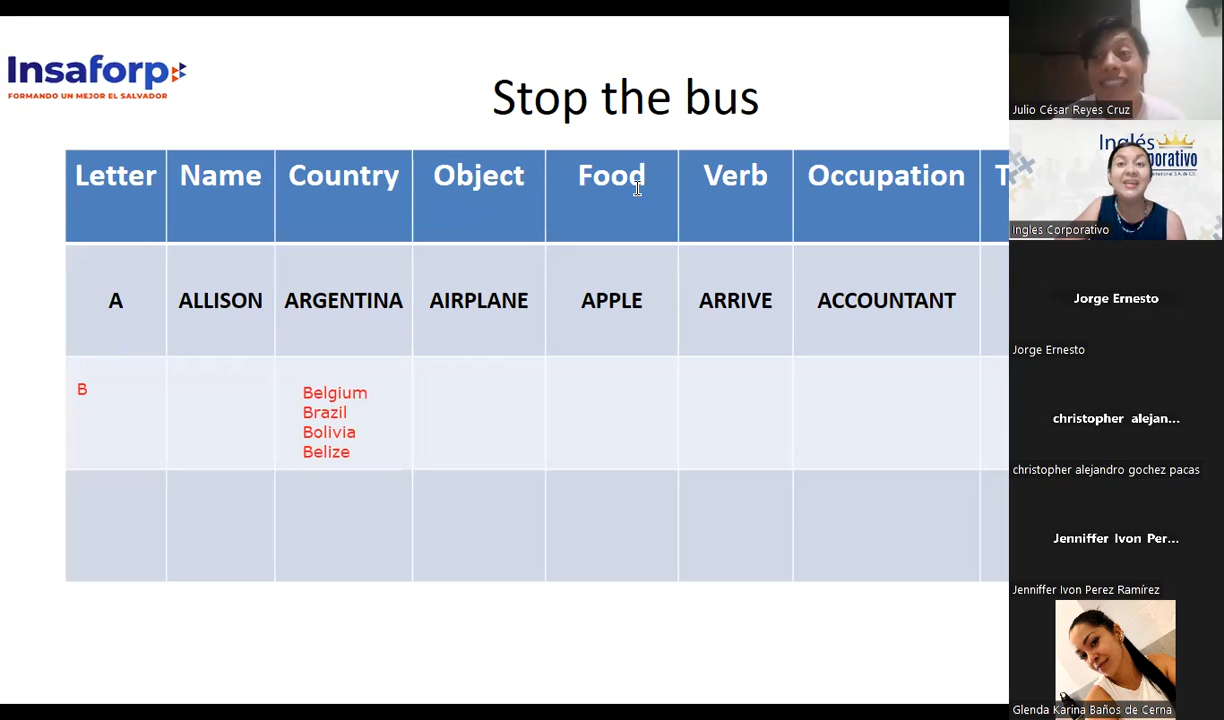 Insaforp
FORMANDO UN MEJOR EL SALVADOR
Stop the bus
Letter Name Country Object Food Verb Occupation T
A ALLISON ARGENTINA AIRPLANE APPLE ARRIVE ACCOUNTANT
B
Belgium
Brazil
Bolivia
Belize
Julio César Reyes Cruz
Inglés
Ingles Corporativo
Jorge Ernesto
Jorge Ernesto
christopher alejan...
christopher alejandro gochez pacas
Jenniffer Ivon Per...
Jenniffer Ivon Perez Ramírez
Glenda Karina Baños de Cerna